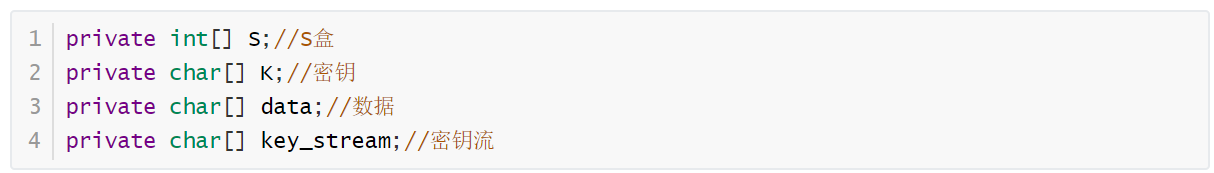 1 private int[] S;//S盒
2 private char[] K;//密钥
3 private char[] data;//数据
4 private char[] key_stream;//密钥流